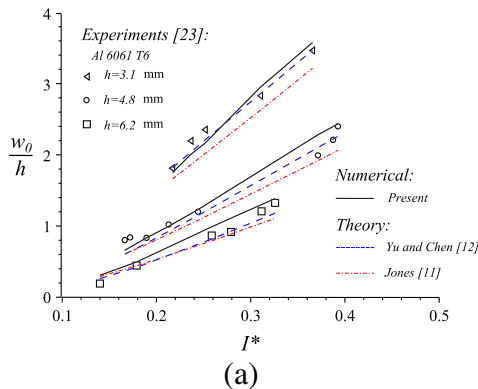 4
3
2
1
0
w0/h
Experiments [23]:
Al 6061 T6
h=3.1 mm
h=4.8 mm
h=6.2 mm
Numerical:
Present
Theory:
Yu and Chen [12]
Jones [11]
0.1 0.2 0.3 0.4 0.5
I*
(a)